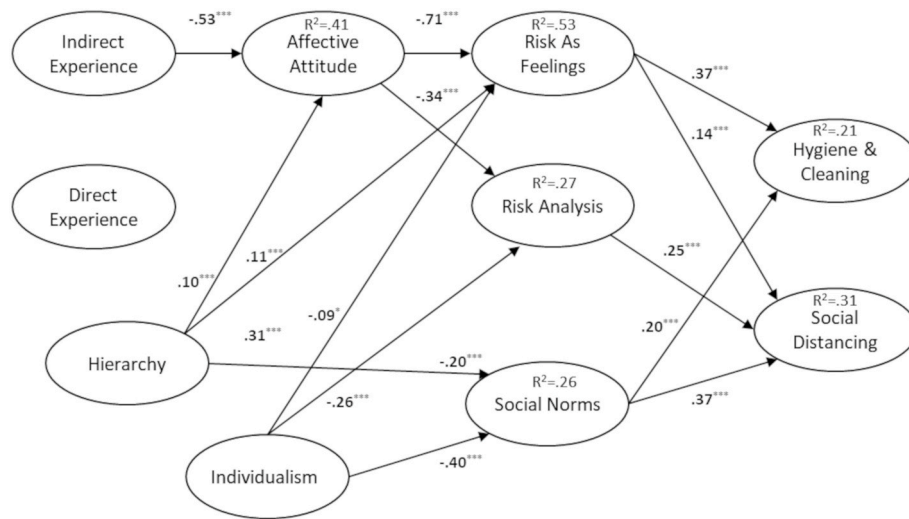 -.53***
R²=.41
-.71***
R²=.53
Indirect
Experience
Affective
Attitude
Risk As
Feelings
.37***
-.34***
.14***
R²=.21
Hygiene &
Cleaning
R²=.27
Direct
Experience
Risk Analysis
.11***
.25***
.10***
-.09*
R²=.31
Social
Distancing
.31***
.20***
Hierarchy
-.20***
R²=.26
-.26***
Social Norms
.37***
Individualism
-.40***